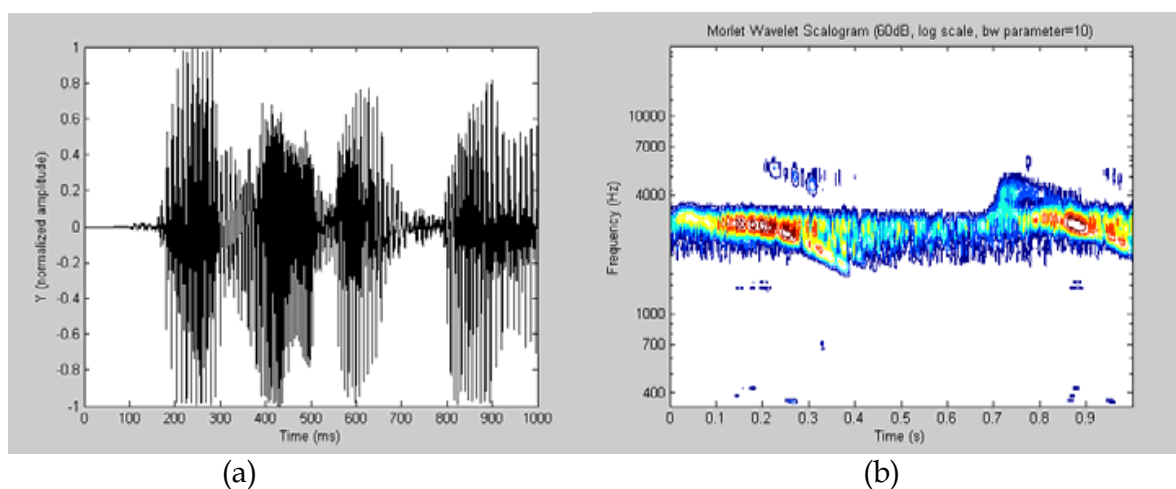 1
0.8
0.6
0.4
0.2
0
-0.2
-0.4
-0.6
-0.8
-1
Y (normalized amplitude)
0 100 200 300 400 500 600 700 800 900 1000
Time (ms)
(a)
Morlet Wavelet Scalogram (60dB, log scale, bw parameter=10)
10000
7000
4000
1000
700
400
Frequency (Hz)
0 0.1 0.2 0.3 0.4 0.5 0.6 0.7 0.8 0.9
Time (s)
(b)